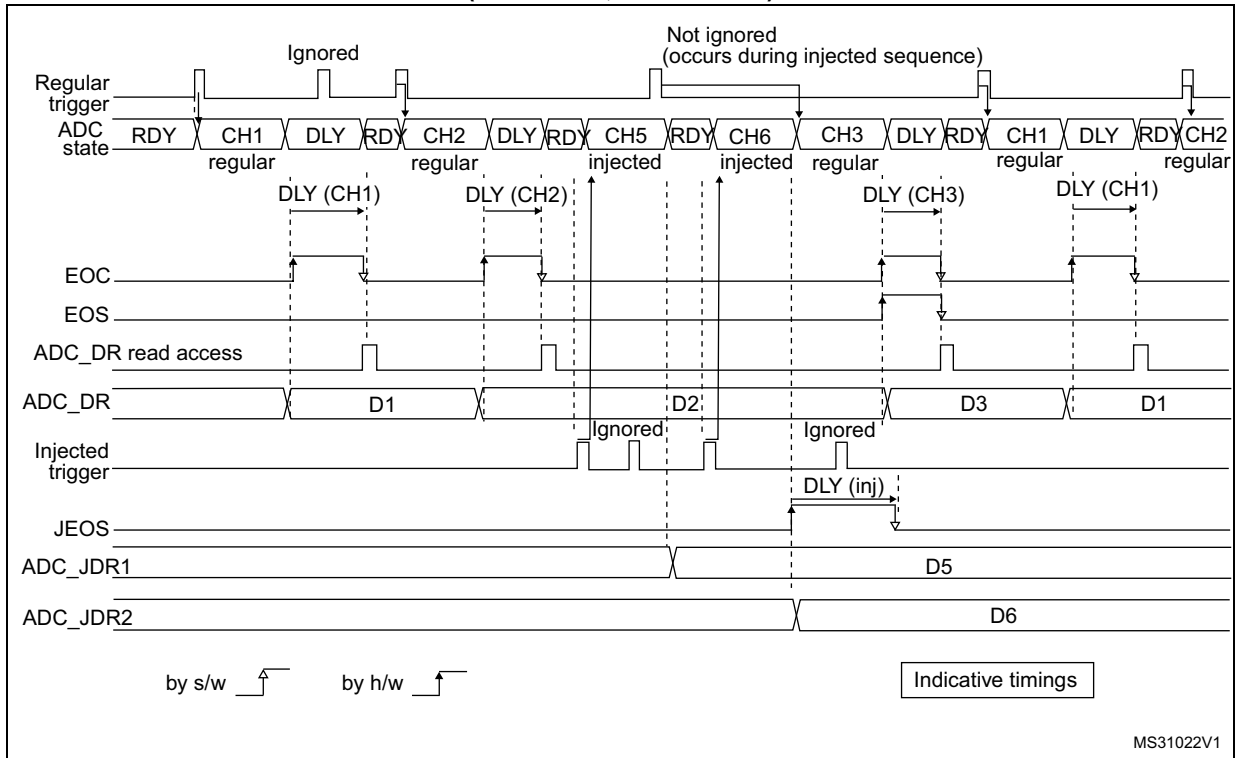 Ignored
Not ignored
(occurs during injected sequence)
Regular
trigger
ADC
state
RDY CH1 DLY RDY CH2 DLY RDY CH5 RDY CH6 CH3 DLY RDY CH1 DLY RDY CH2
regular regular injected injected regular regular regular
DLY (CH1) DLY (CH2) DLY (CH3) DLY (CH1)
EOC
EOS
ADC_DR read access
ADC_DR D1 D2 D3 D1
Ignored Ignored
Injected
trigger
DLY (inj)
JEOS
ADC_JDR1 D5
ADC_JDR2 D6
by s/w by h/w Indicative timings
MS31022V1